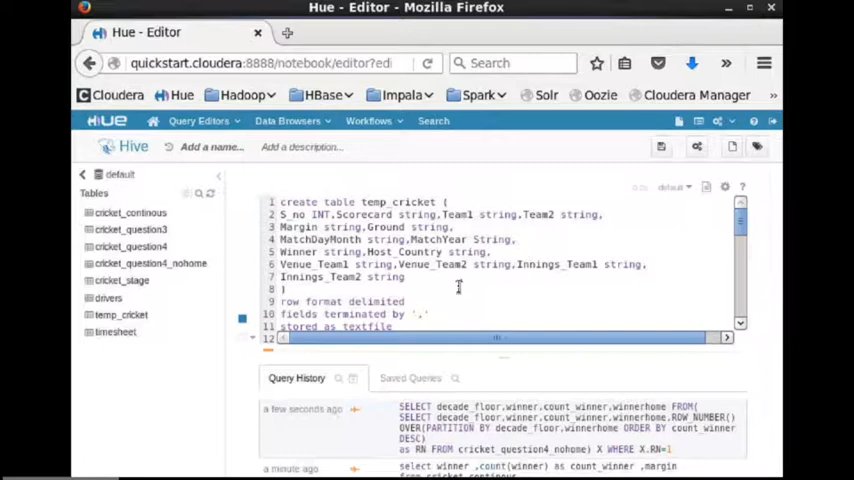 Hue - Editor - Mozilla Firefox
Hue - Editor
quickstart.cloudera:8888/notebook/editor?edi
Search
Cloudera Hue Hadoop HBase Impala Spark Solr Oozie Cloudera Manager
HUE Query Editors Data Browsers Workflows Search
Hive Add a name... Add a description...
default
Tables
cricket_continous
cricket_question3
cricket_question4
cricket_question4_nohome
cricket_stage
drivers
temp_cricket
timesheet
0.0s default
1 create table temp_cricket (
2 S_no INT,Scorecard string,Team1 string,Team2 string,
3 Margin string,Ground string,
4 MatchDayMonth string,MatchYear String,
5 Winner string,Host_Country string,
6 Venue_Team1 string,Venue_Team2 string,Innings_Team1 string,
7 Innings_Team2 string
8 )
9 row format delimited
10 fields terminated by ','
11 stored as textfile
12
Query History Saved Queries
a few seconds ago
SELECT decade_floor,winner,count_winner,winnerhome FROM(
SELECT decade_floor,winner,count_winner,winnerhome,ROW_NUMBER()
OVER(PARTITION BY decade_floor,winnerhome ORDER BY count_winner
DESC)
as RN FROM cricket_question4_nohome) X WHERE X.RN=1
a minute ago
select winner ,count(winner) as count_winner ,margin
from cricket_continous